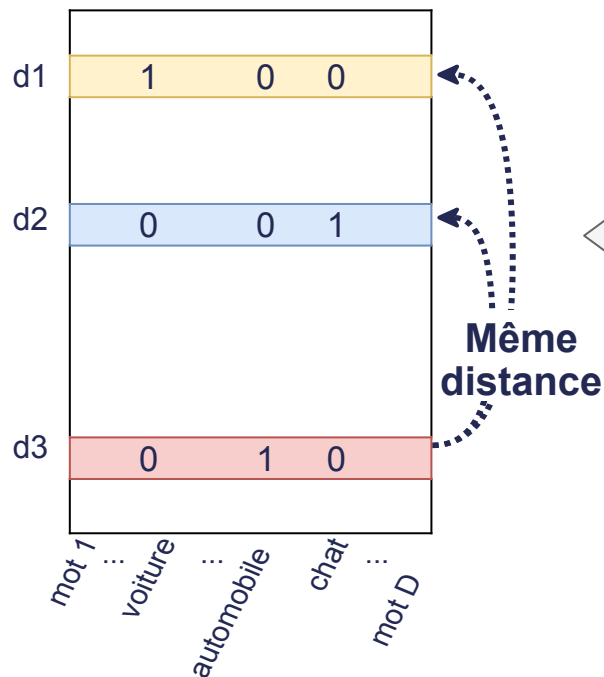 d1 1 0 0
d2 0 0 1
Même
distance
d3 0 1 0
mot 1 ... voiture ... automobile chat ... mot D